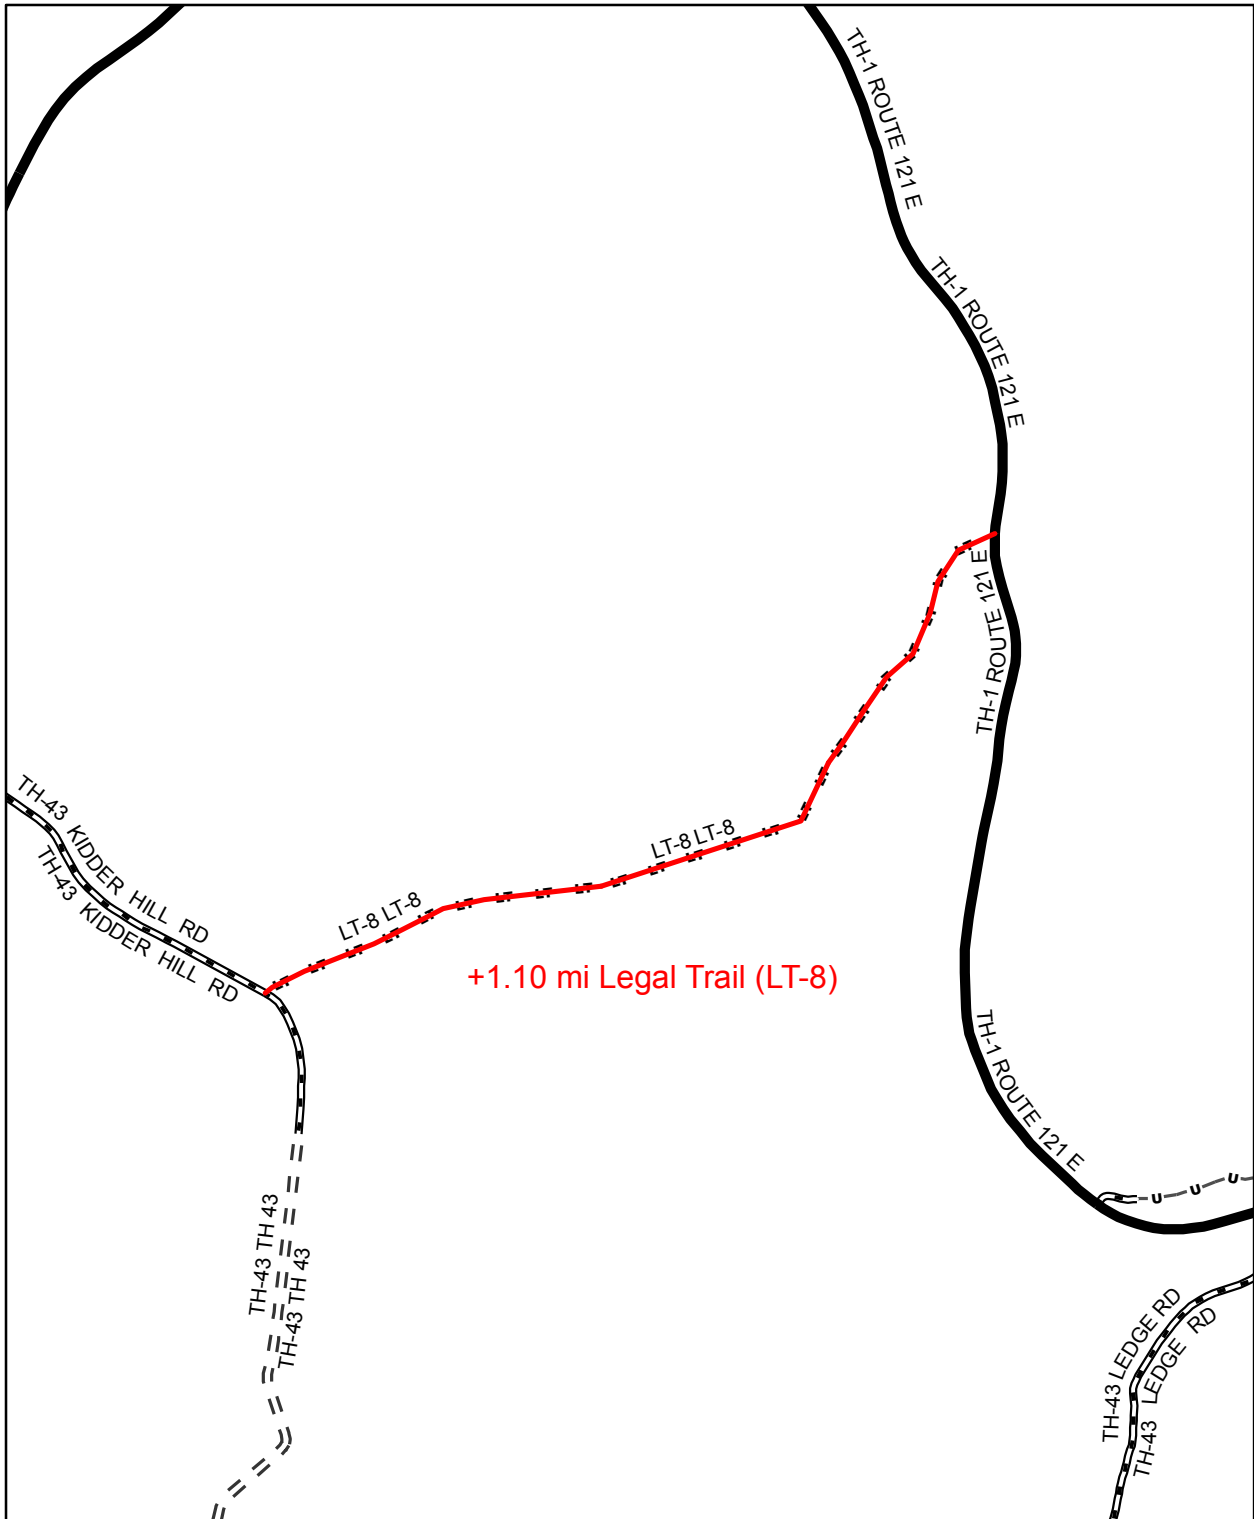 TH-1 ROUTE 121 E
TH-1 ROUTE 121 E
TH-1 ROUTE 121 E
TH-43 KIDDER HILL RD
TH-43 KIDDER HILL RD
LT-8 LT-8
LT-8 LT-8
+1.10 mi Legal Trail (LT-8)
TH-1 ROUTE 121 E
U U U
TH-43 TH 43
TH-43 TH 43
TH-43 LEDGE RD
TH-43 LEDGE RD